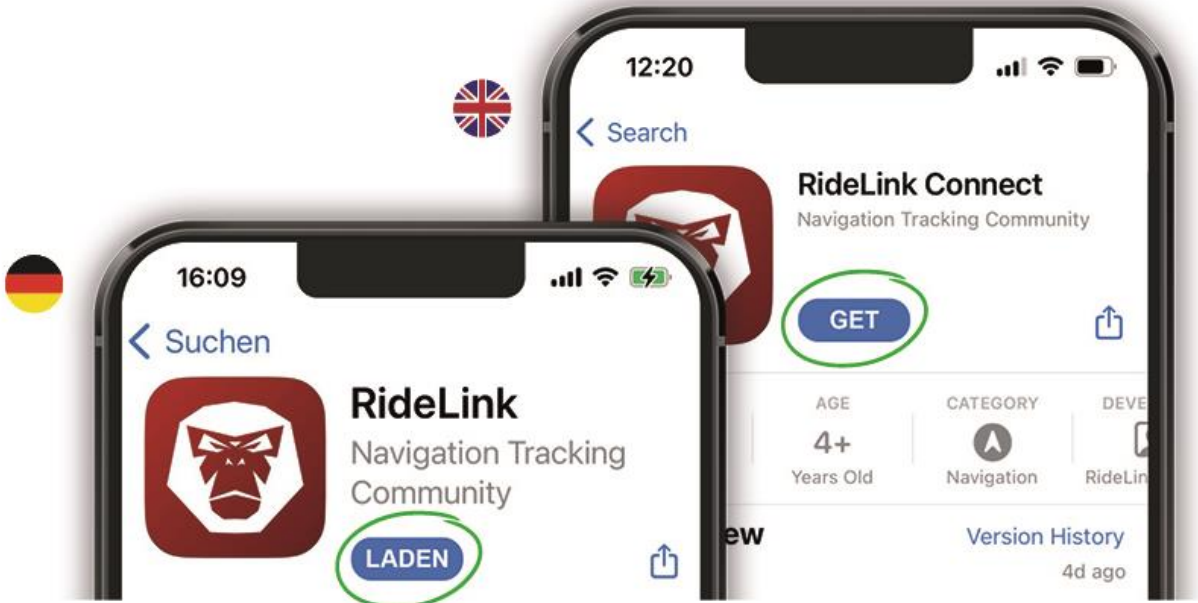 12:20
Search
RideLink Connect
Navigation Tracking Community
GET
AGE
CATEGORY
4+
Years Old
Navigation
Version History
4d ago
16:09
Suchen
RideLink
Navigation Tracking
Community
LADEN